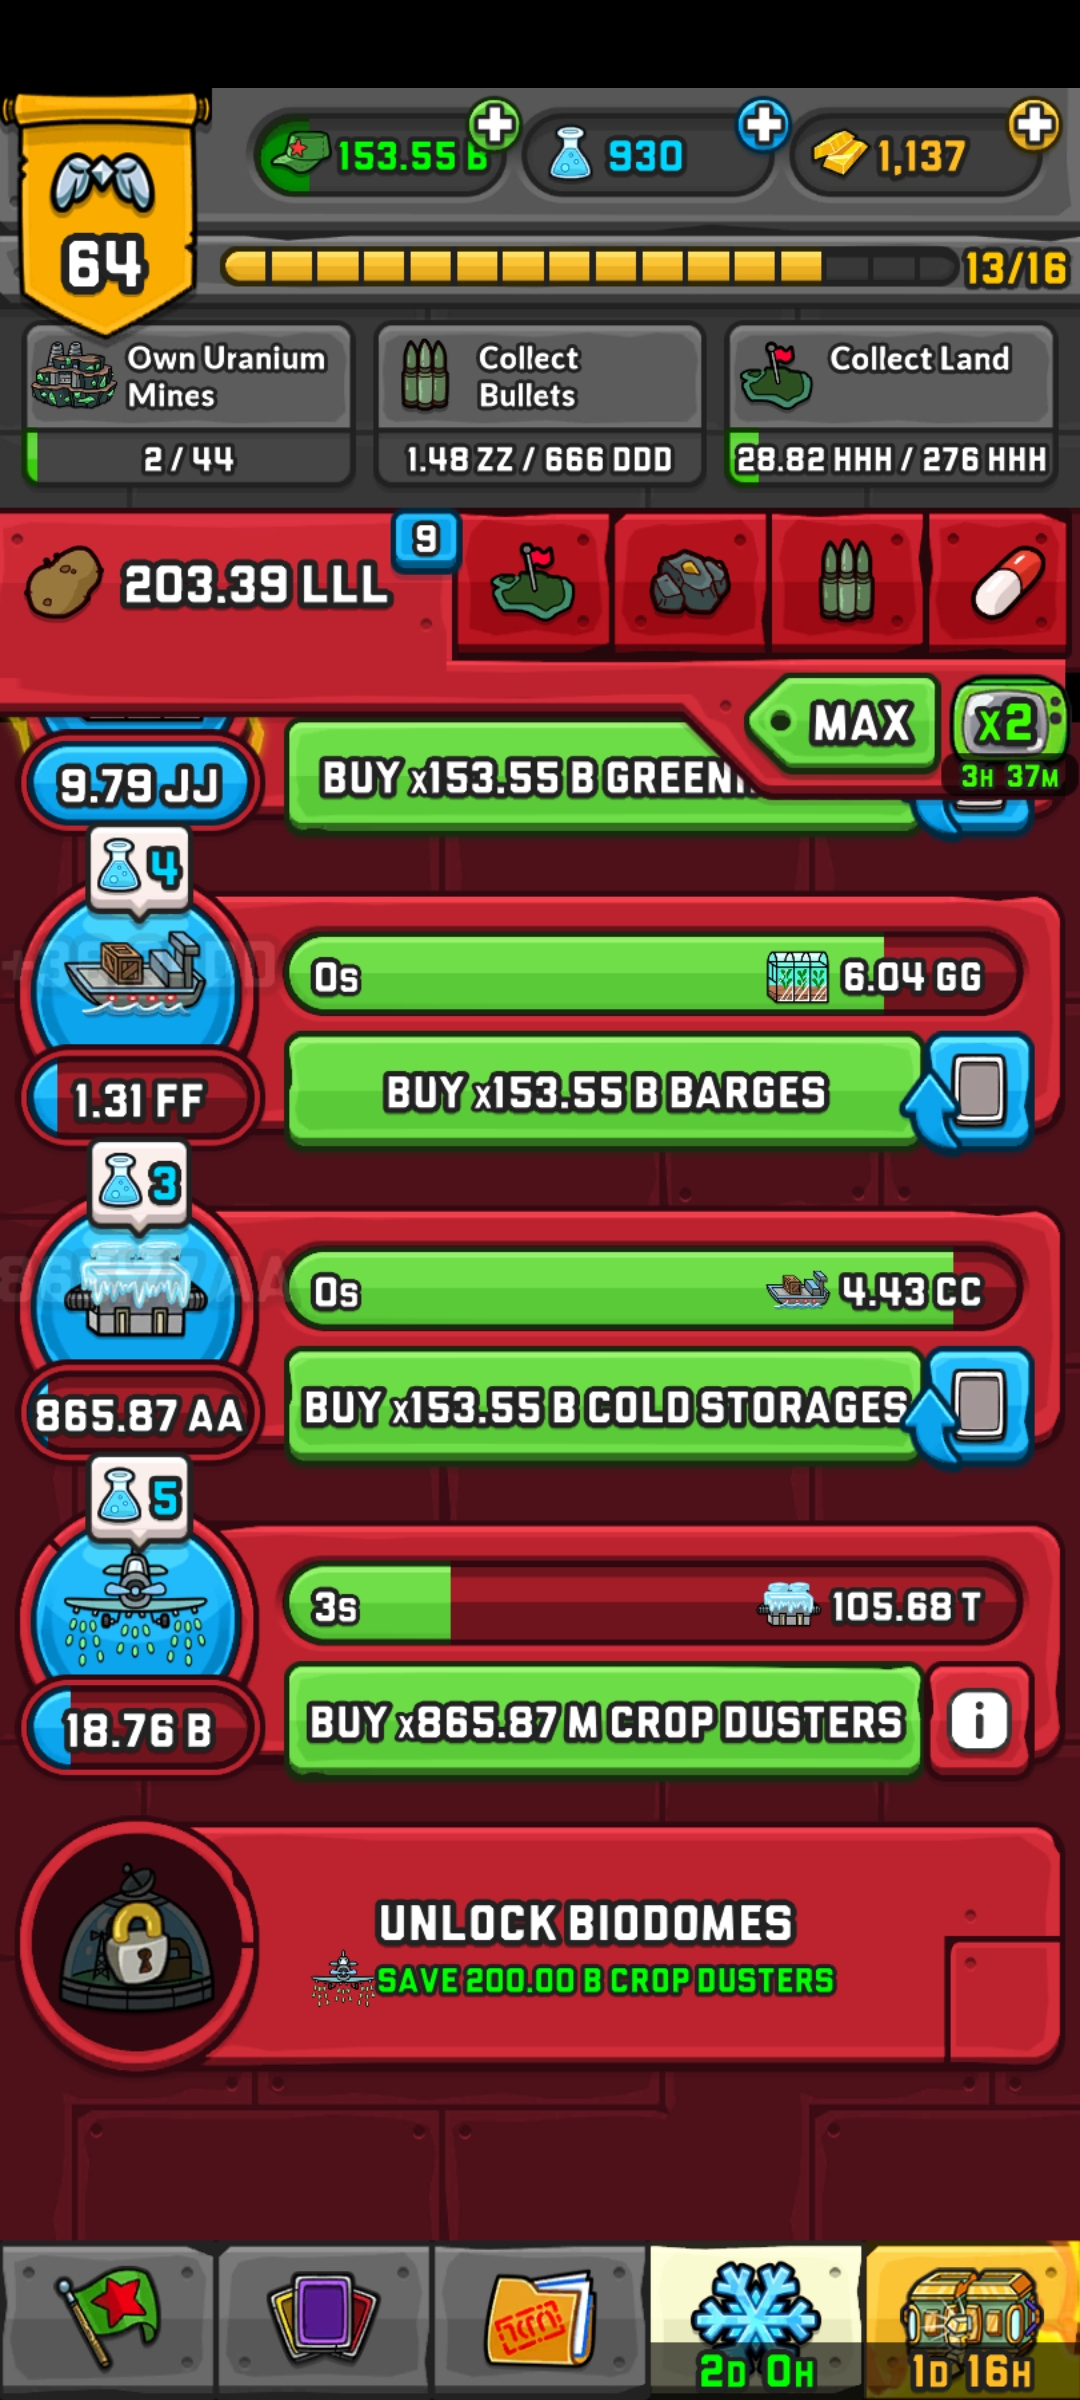 153.55 B
930
1,137
64
13/16
Own Uranium
Mines
Collect
Bullets
Collect Land
2 / 44
1.48 ZZ / 666 DDD
28.82 HHH / 276 HHH
9
203.39 LLL
MAX
x2
3H 37M
9.79 JJ
BUY x153.55 B
4
0s
6.04 GG
1.31 FF
BUY x153.55 B BARGES
3
0s
4.43 CC
865.87 AA
BUY x153.55 B COLD STORAGES
5
3s
105.68 T
18.76 B
BUY x865.87 M CROP DUSTERS
i
UNLOCK BIODOMES
SAVE 200.00 B CROP DUSTERS
2D 0H
1D 16H